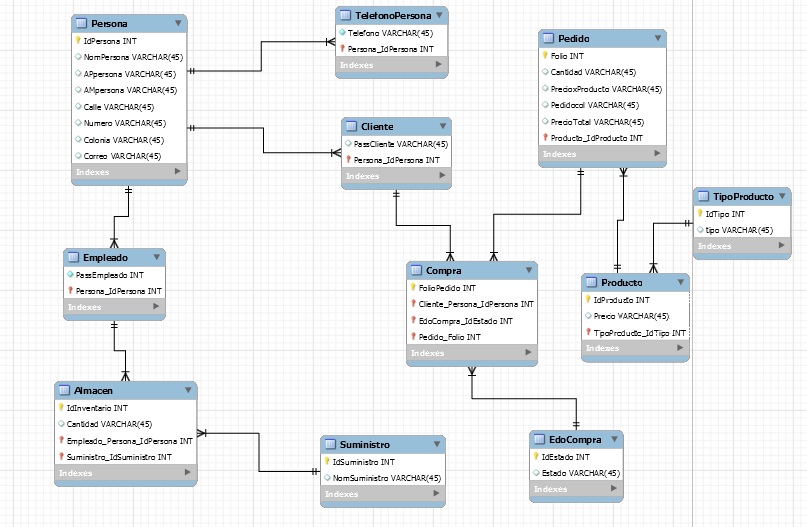 Persona
IdPersona INT
NomPersona VARCHAR(45)
APpersona VARCHAR(45)
AMpersona VARCHAR(45)
Calle VARCHAR(45)
Numero VARCHAR(45)
Colonia VARCHAR(45)
Correo VARCHAR(45)
Indexes
TelefonoPersona
Telefono VARCHAR(45)
Persona_IdPersona INT
Indexes
Pedido
Folio INT
Cantidad VARCHAR(45)
PrecioxProducto VARCHAR(45)
Pedidocol VARCHAR(45)
PrecioTotal VARCHAR(45)
Producto_IdProducto INT
Indexes
Cliente
PassCliente VARCHAR(45)
Persona_IdPersona INT
Indexes
TipoProducto
IdTipo INT
tipo VARCHAR(45)
Indexes
Empleado
PassEmpleado INT
Persona_IdPersona INT
Indexes
Compra
FolioPedido INT
Cliente_Persona_IdPersona INT
EdoCompra_IdEstado INT
Pedido_Folio INT
Indexes
Producto
IdProducto INT
Precio VARCHAR(45)
TipoProducto_IdTipo INT
Indexes
Almacen
IdInventario INT
Cantidad VARCHAR(45)
Empleado_Persona_IdPersona INT
Suministro_IdSuministro INT
Indexes
Suministro
IdSuministro INT
NomSuministro VARCHAR(45)
Indexes
EdoCompra
IdEstado INT
Estado VARCHAR(45)
Indexes